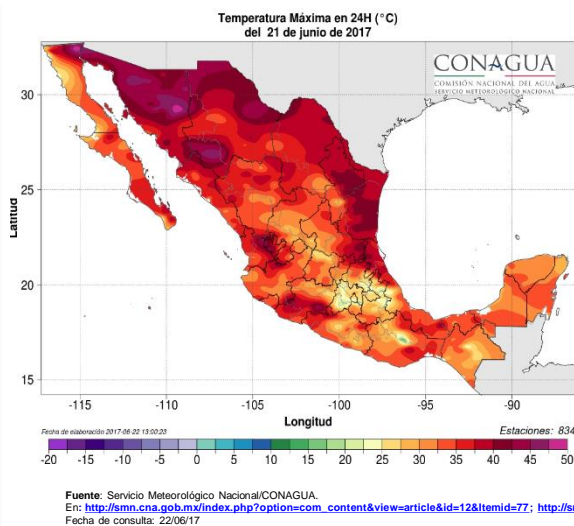 Temperatura Máxima en 24H (°C)
del 21 de junio de 2017
CONAGUA
COMISIÓN NACIONAL DEL AGUA
SERVICIO METEOROLÓGICO NACIONAL
Latitud
30
25
20
15
-115 -110 -105 -100 -95 -90
Longitud
Fecha de elaboración 2017-06-22 13:00:23
Estaciones: 834
-20 -15 -10 -5 0 5 10 15 20 25 30 35 40 45 50
Fuente: Servicio Meteorológico Nacional/CONAGUA.
En: http://smn.cna.gob.mx/index.php?option=com_content&view=article&id=12&Itemid=77; http://sm
Fecha de consulta: 22/06/17